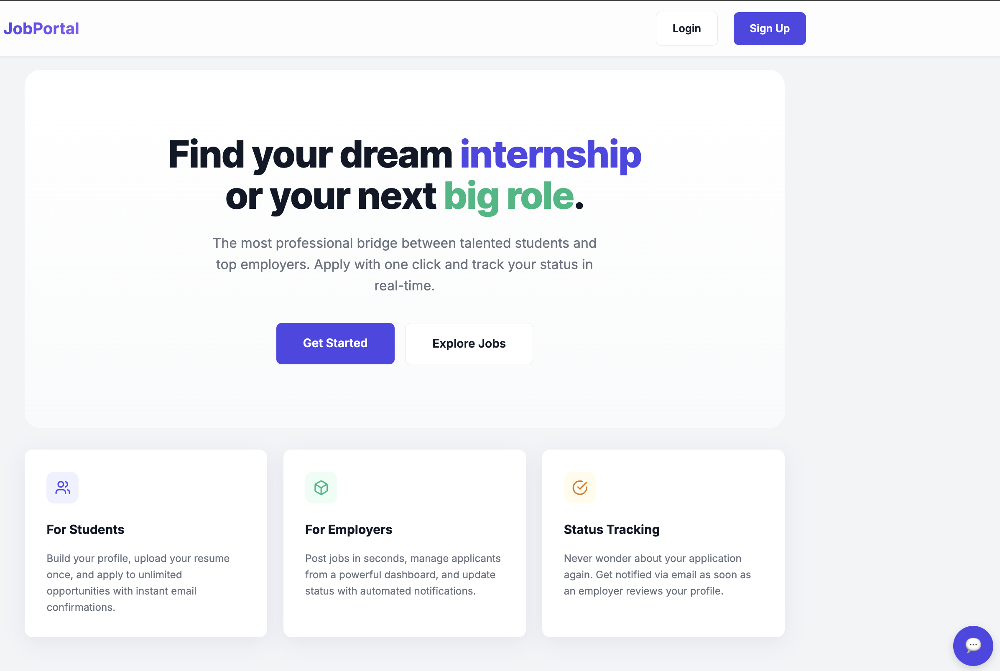 JobPortal
Login
Sign Up
Find your dream internship
or your next big role.
The most professional bridge between talented students and
top employers. Apply with one click and track your status in
real-time.
Get Started
Explore Jobs
For Students
Build your profile, upload your resume
once, and apply to unlimited
opportunities with instant email
confirmations.
For Employers
Post jobs in seconds, manage applicants
from a powerful dashboard, and update
status with automated notifications.
Status Tracking
Never wonder about your application
again. Get notified via email as soon as
an employer reviews your profile.